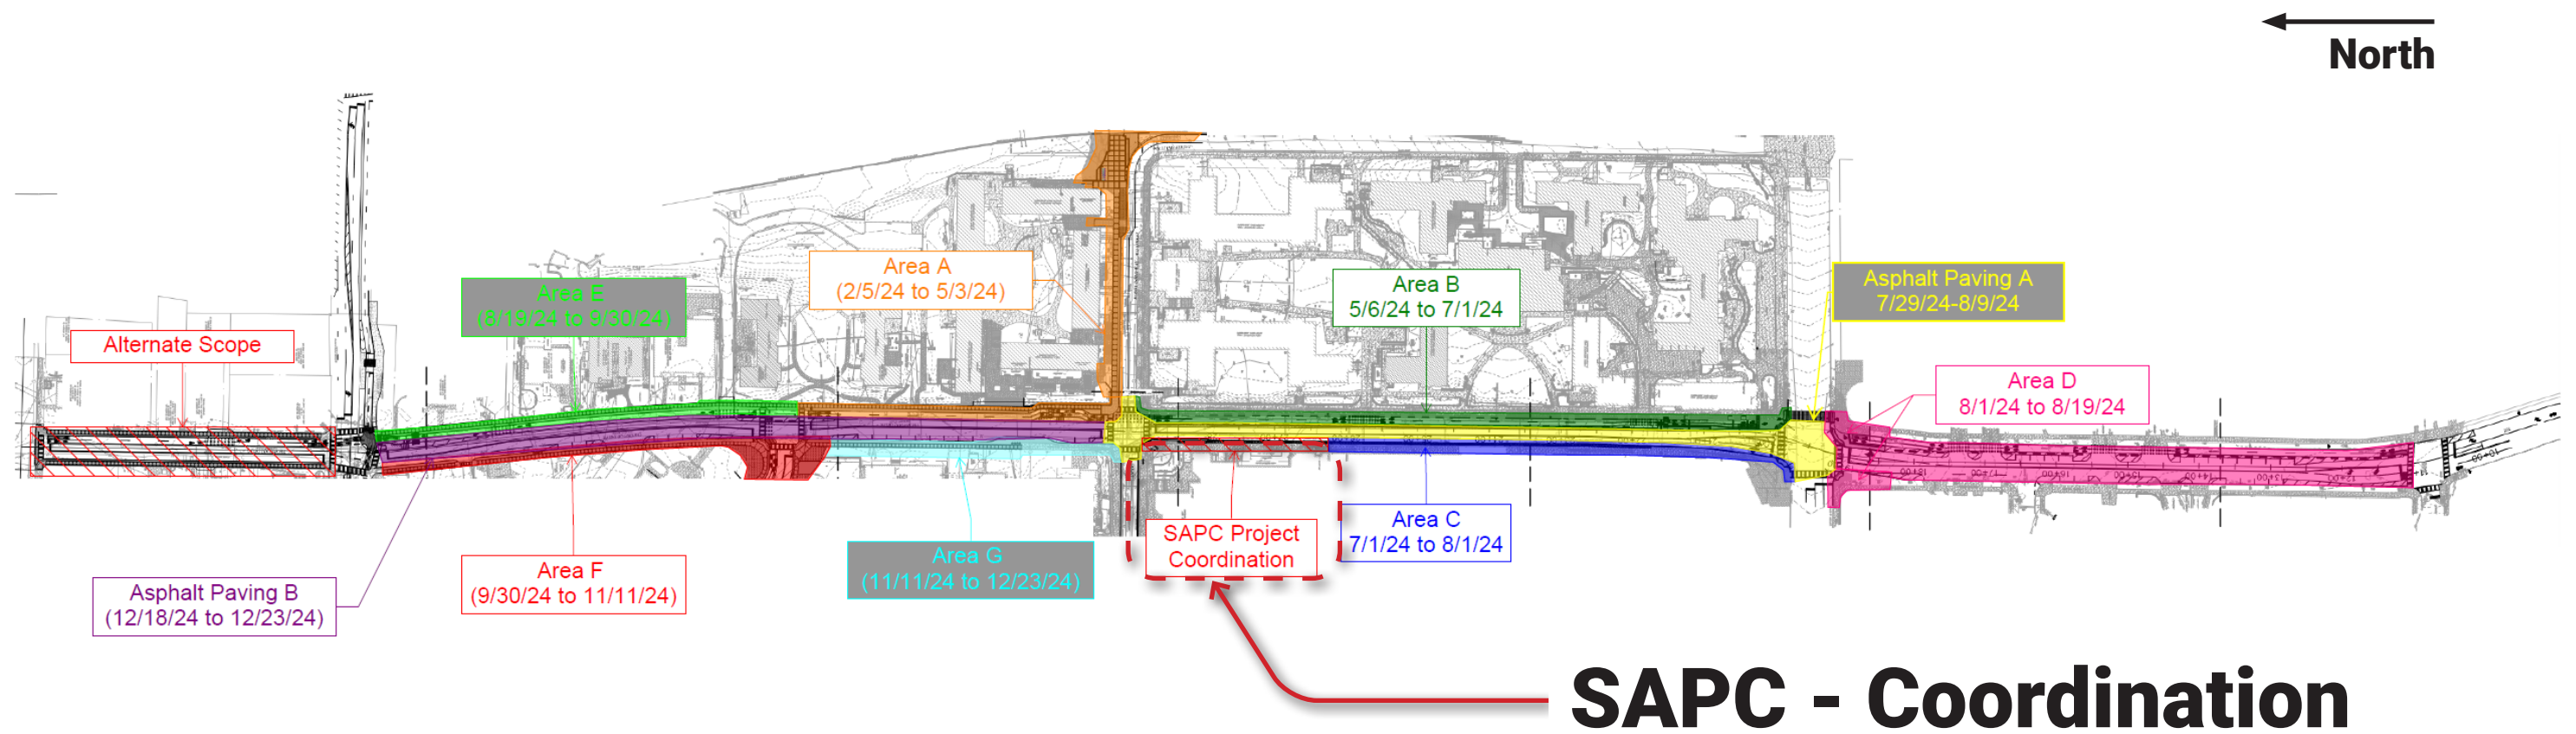 North
Area A
(2/5/24 to 5/3/24)
Asphalt Paving A
7/29/24-8/9/24
Area B
5/6/24 to 7/1/24
Area E
(8/19/24 to 9/30/24)
Alternate Scope
Area D
8/1/24 to 8/19/24
Area C
7/1/24 to 8/1/24
SAPC Project
Coordination
Area G
(11/11/24 to 12/23/24)
Area F
(9/30/24 to 11/11/24)
Asphalt Paving B
(12/18/24 to 12/23/24)
SAPC - Coordination